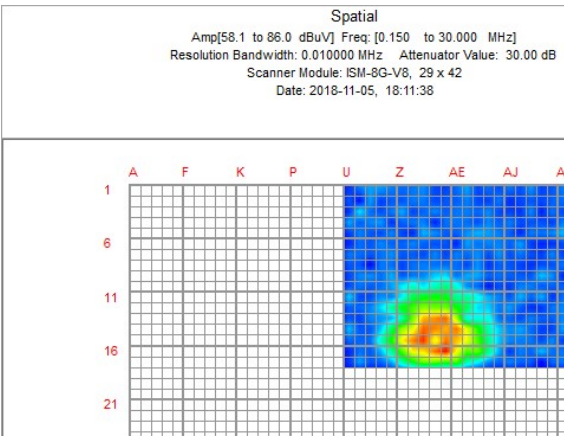 Spatial
Amp[58.1 to 86.0 dBuV] Freq: [0.150 to 30.000 MHz]
Resolution Bandwidth: 0.010000 MHz Attenuator Value: 30.00 dB
Scanner Module: ISM-8G-V8, 29 x 42
Date: 2018-11-05, 18:11:38
A F K P U Z AE AJ
1
6
11
16
21